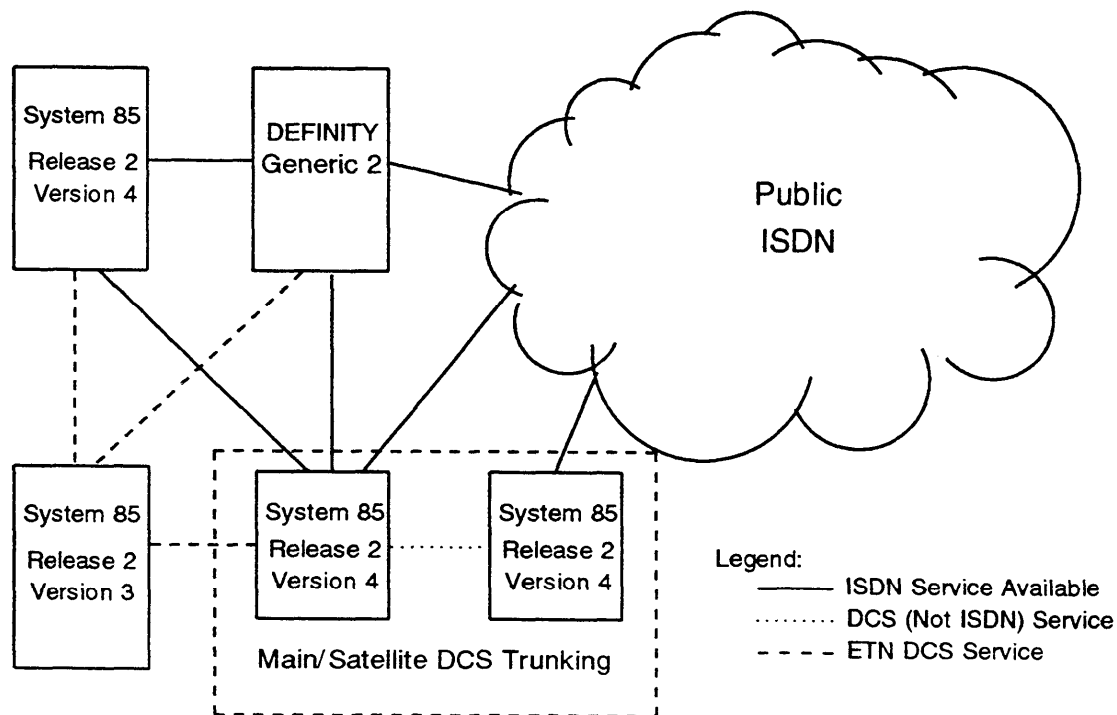 System 85
Release 2
Version 4
DEFINITY
Generic 2
Public
ISDN
System 85
Release 2
Version 3
System 85
Release 2
Version 4
System 85
Release 2
Version 4
Main/Satellite DCS Trunking
Legend:
ISDN Service Available
DCS (Not ISDN) Service
ETN DCS Service